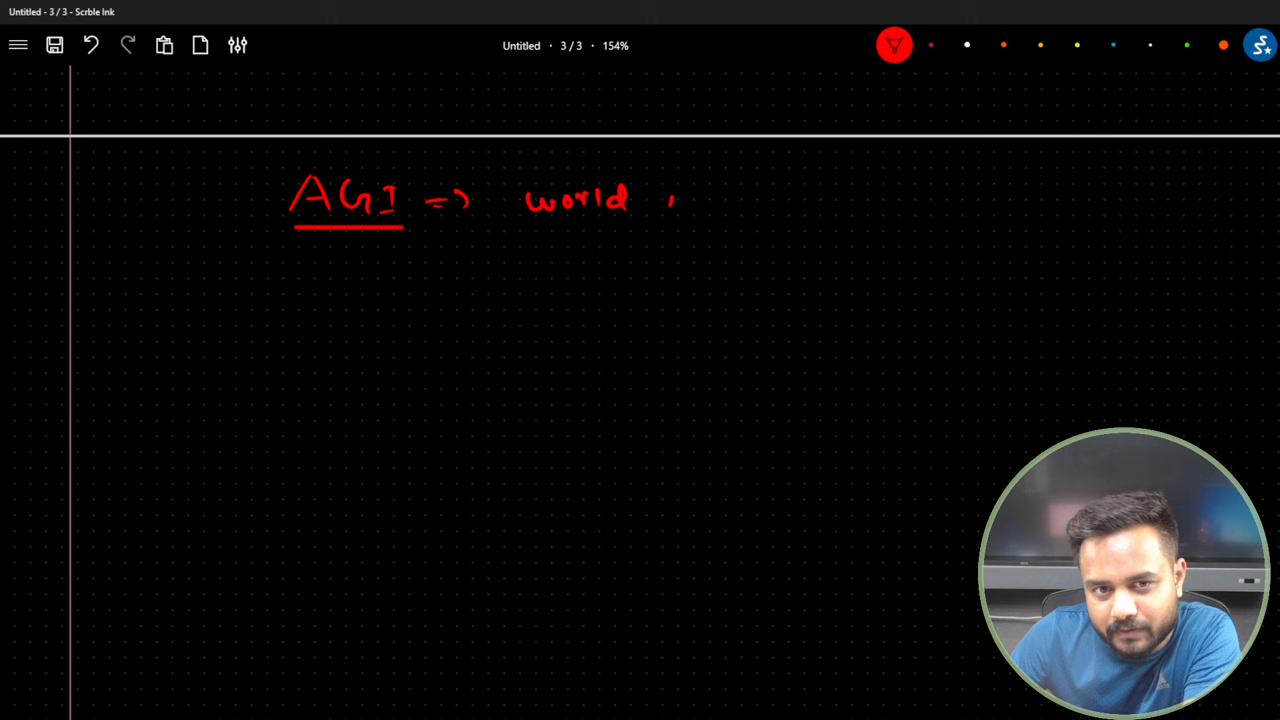 Untitled - 3 / 3 - Scrble Ink
Untitled · 3 / 3 · 154%
AGI => world